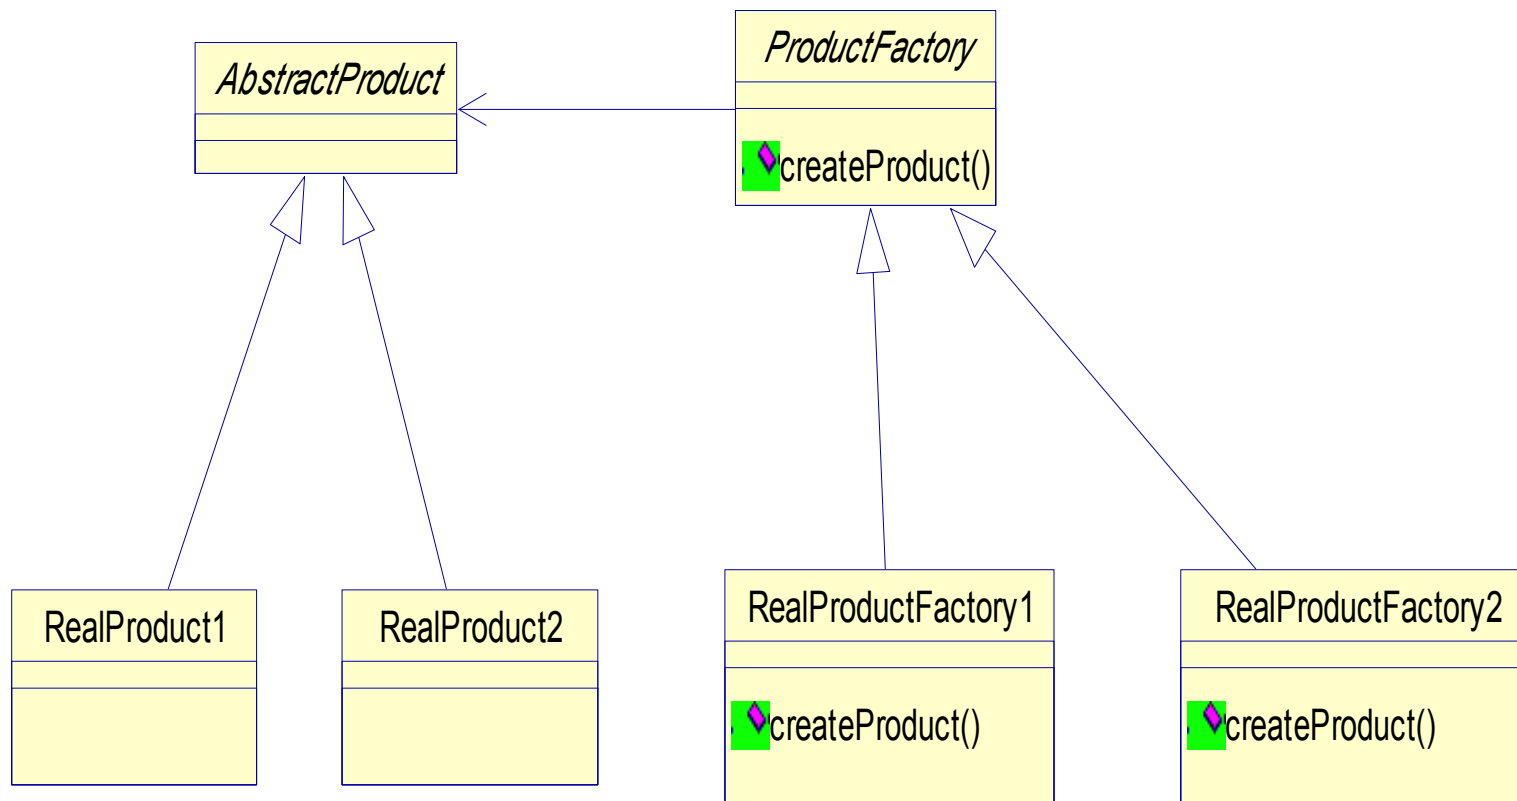 AbstractProduct
ProductFactory
createProduct()
RealProduct1
RealProduct2
RealProductFactory1
createProduct()
RealProductFactory2
createProduct()